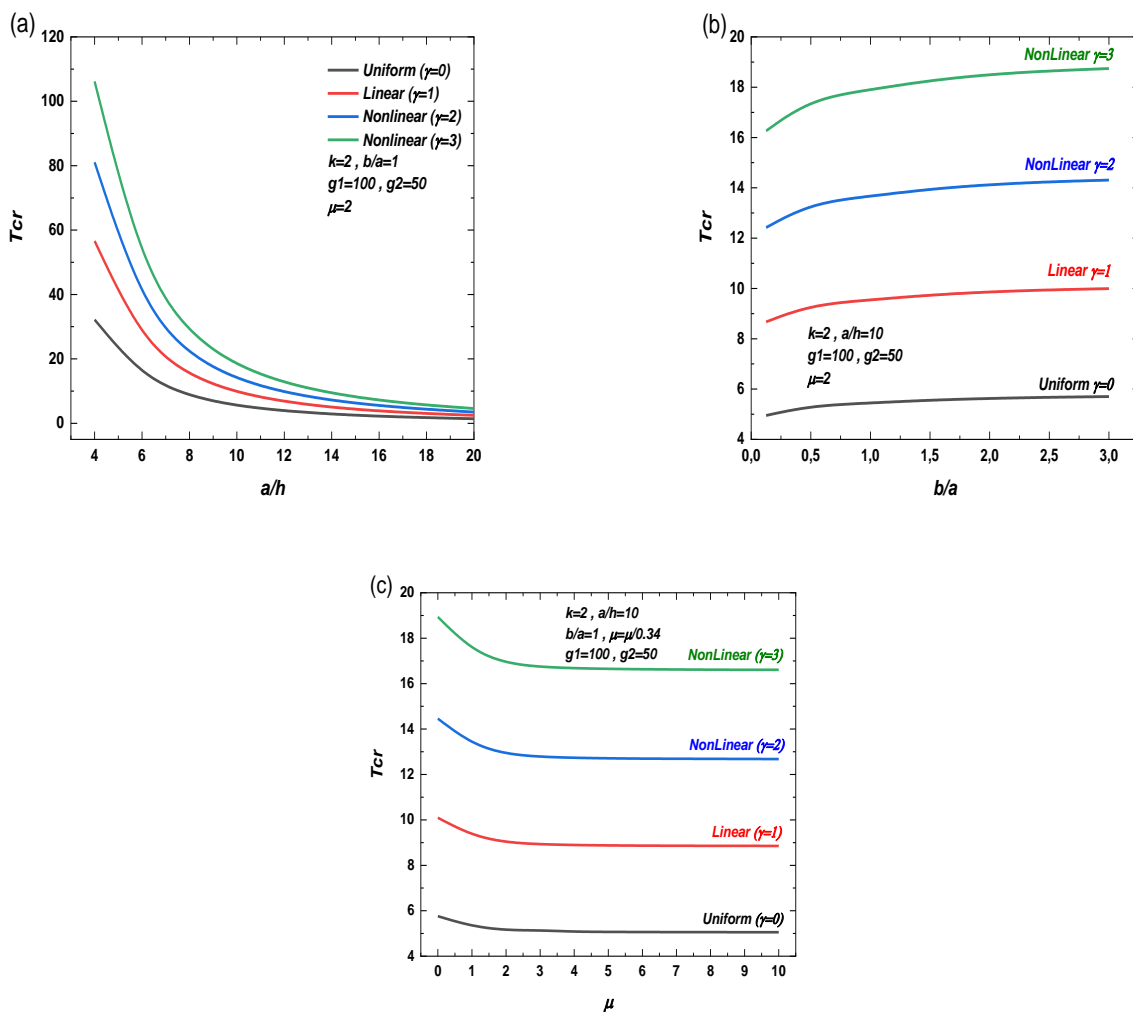 (a)
120
100
80
60
40
20
0
Tcr
4 6 8 10 12 14 16 18 20
a/h
Uniform (γ=0)
Linear (γ=1)
Nonlinear (γ=2)
Nonlinear (γ=3)
k=2 , b/a=1
g1=100 , g2=50
μ=2
(b)
20
18
16
14
12
10
8
6
4
Tcr
0,0 0,5 1,0 1,5 2,0 2,5 3,0
b/a
NonLinear γ=3
NonLinear γ=2
Linear γ=1
k=2 , a/h=10
g1=100 , g2=50
μ=2
Uniform γ=0
(c)
20
18
16
14
12
10
8
6
4
Tcr
0 1 2 3 4 5 6 7 8 9 10
μ
k=2 , a/h=10
b/a=1 , μ=μ/0.34
g1=100 , g2=50
NonLinear (γ=3)
NonLinear (γ=2)
Linear (γ=1)
Uniform (γ=0)